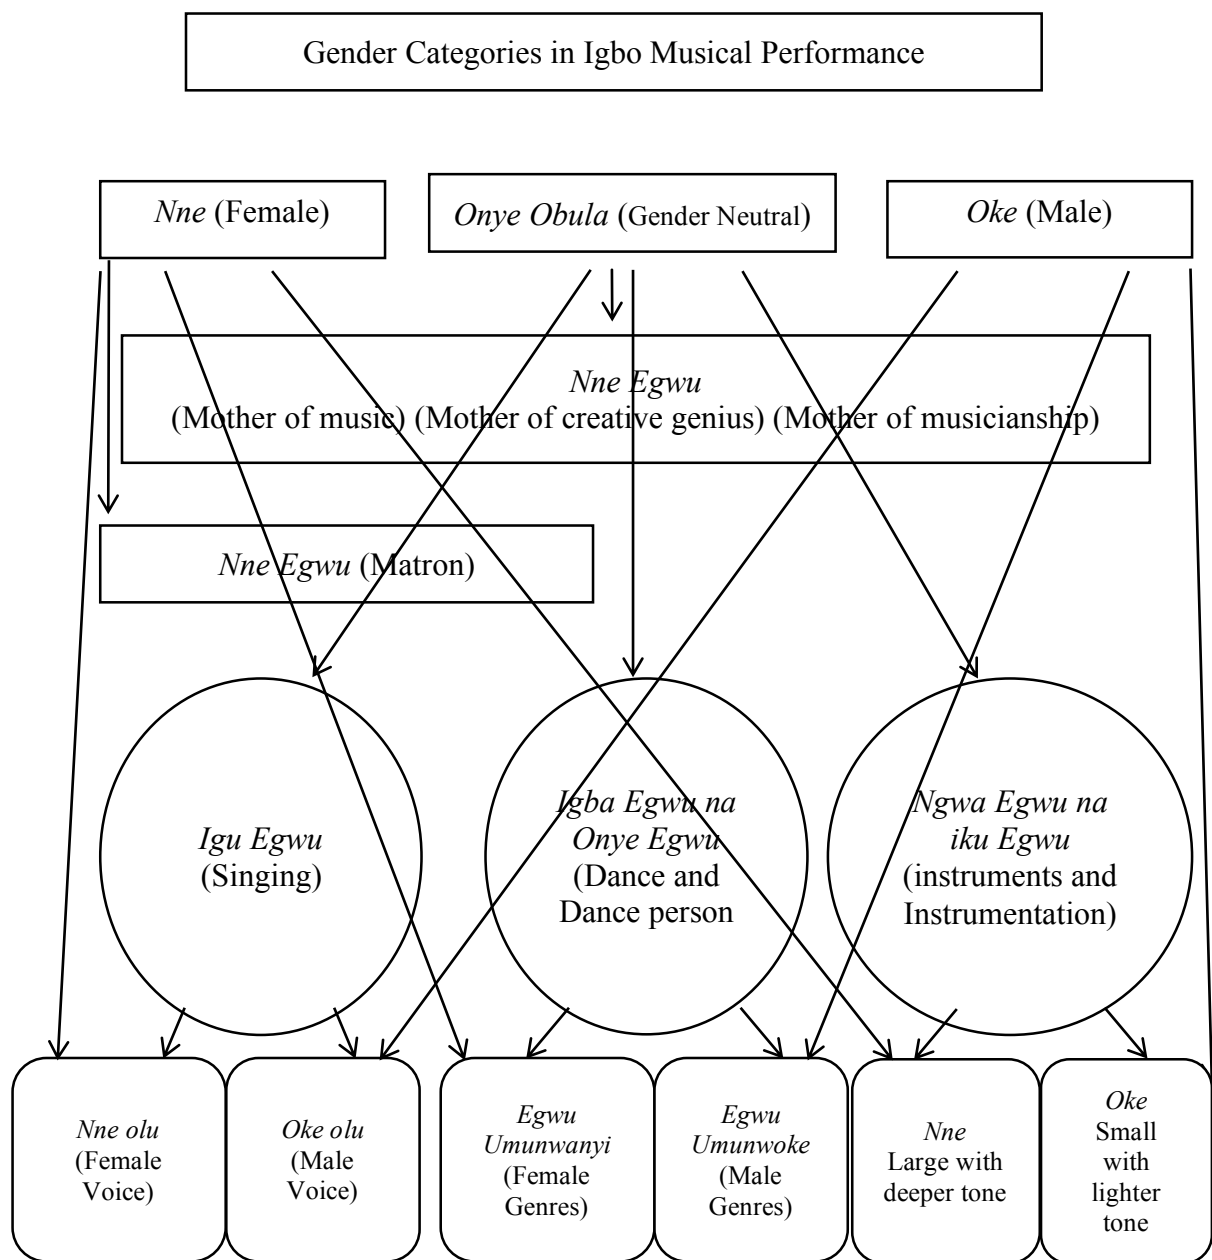 Gender Categories in Igbo Musical Performance
Nne (Female)
Onye Obula (Gender Neutral)
Oke (Male)
Nne Egwu
(Mother of music) (Mother of creative genius) (Mother of musicianship)
Nne Egwu (Matron)
Igu Egwu
(Singing)
Igba Egwu na
Onye Egwu
(Dance and
Dance person
Ngwa Egwu na
iku Egwu
(instruments and
Instrumentation)
Nne olu
(Female
Voice)
Oke olu
(Male
Voice)
Egwu
Umunwanyi
(Female
Genres)
Egwu
Umunwoke
(Male
Genres)
Nne
Large with
deeper tone
Oke
Small
with
lighter
tone